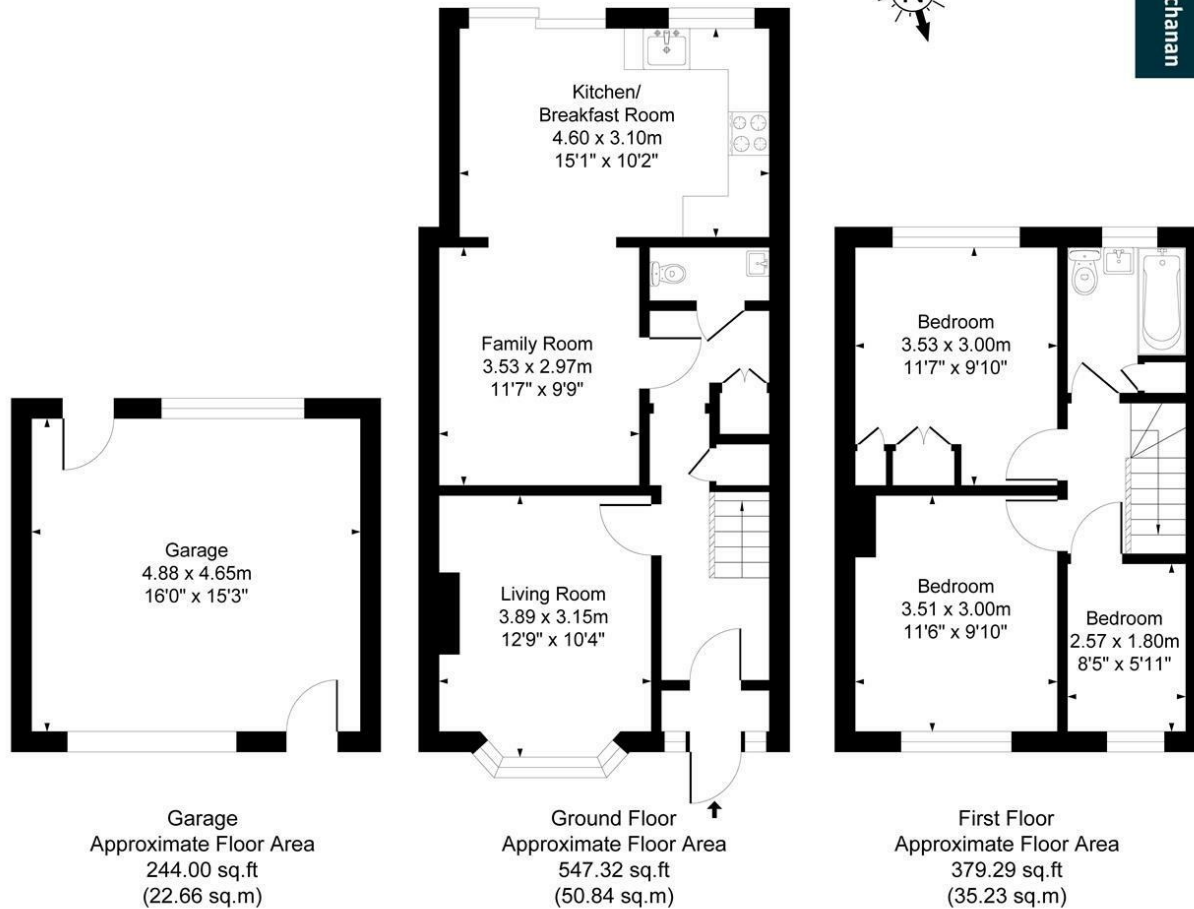 chanan
Kitchen/
Breakfast Room
4.60 x 3.10m
15'1" x 10'2"
Family Room
3.53 x 2.97m
11'7" x 9'9"
Bedroom
3.53 x 3.00m
11'7" x 9'10"
Garage
4.88 x 4.65m
16'0" x 15'3"
Living Room
3.89 x 3.15m
12'9" x 10'4"
Bedroom
3.51 x 3.00m
11'6" x 9'10"
Bedroom
2.57 x 1.80m
8'5" x 5'11"
Garage
Approximate Floor Area
244.00 sq.ft
(22.66 sq.m)
Ground Floor
Approximate Floor Area
547.32 sq.ft
(50.84 sq.m)
First Floor
Approximate Floor Area
379.29 sq.ft
(35.23 sq.m)